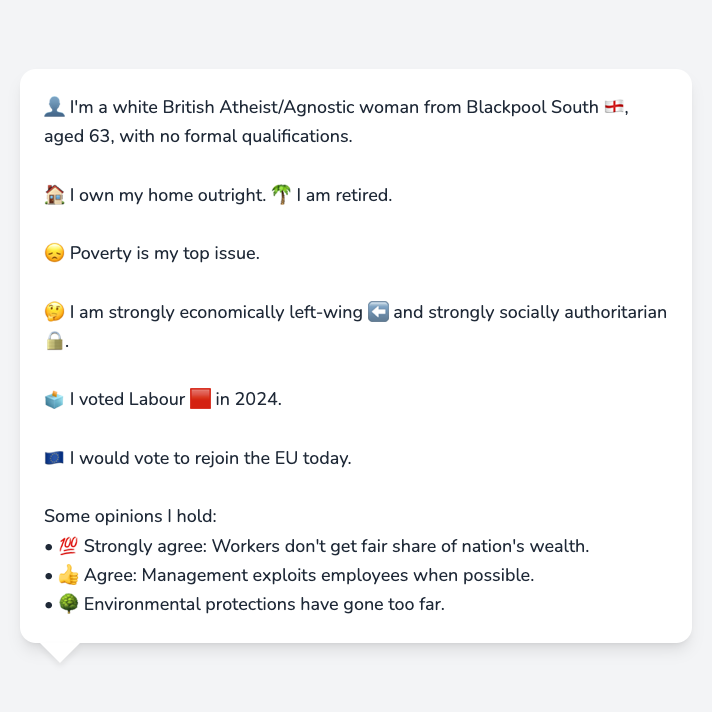 👤 I'm a white British Atheist/Agnostic woman from Blackpool South 🏴󠁧󠁢󠁥󠁮󠁧󠁿,
aged 63, with no formal qualifications.
🏠 I own my home outright. 🌴 I am retired.
😞 Poverty is my top issue.
🤔 I am strongly economically left-wing ⬅️ and strongly socially authoritarian
🔒.
🗳️ I voted Labour 🟥 in 2024.
🇪🇺 I would vote to rejoin the EU today.
Some opinions I hold:
• 💯 Strongly agree: Workers don't get fair share of nation's wealth.
• 👍 Agree: Management exploits employees when possible.
• 🌳 Environmental protections have gone too far.